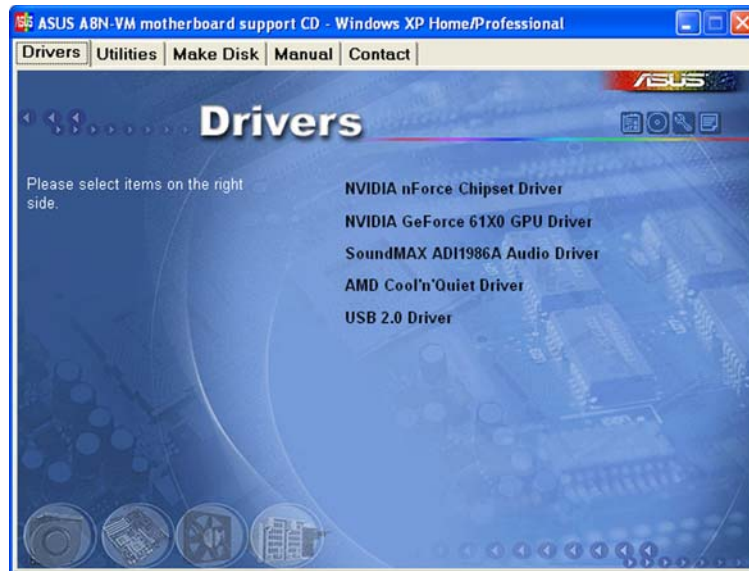 ASUS A8N-VM motherboard support CD - Windows XP Home/Professional
Drivers Utilities Make Disk Manual Contact
ASUS
Drivers
Please select items on the right
side.
NVIDIA nForce Chipset Driver
NVIDIA GeForce 61X0 GPU Driver
SoundMAX ADI1986A Audio Driver
AMD Cool'n'Quiet Driver
USB 2.0 Driver